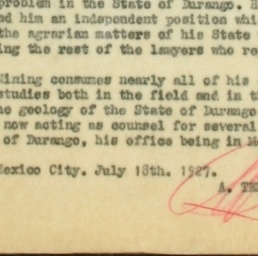 problem in the State of Durango. H
ed him an independent position whi
the agrarian matters of his State
ing the rest of the lawyers who re
Mining consumes nearly all of his
studies both in the field and in t
he geology of the State of Durango
now acting as counsel for several
of Durango, his office being in M
Mexico City. July 18th. 1927.
A. TE